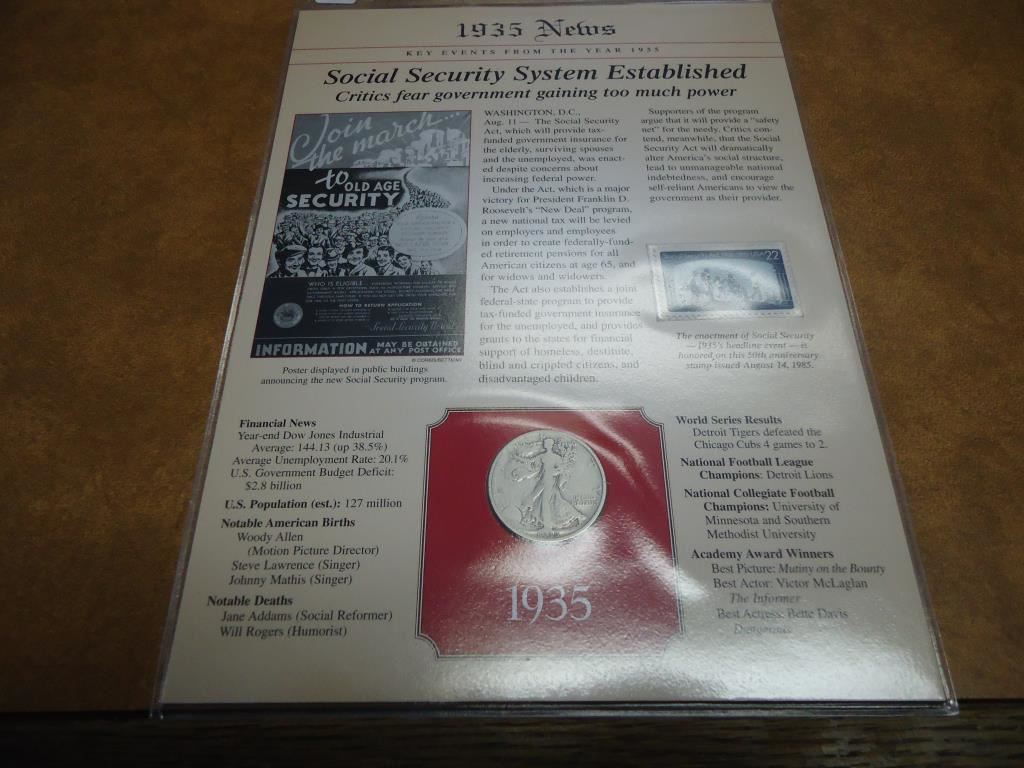 1935 News
KEY EVENTS FROM THE YEAR 1935
Social Security System Established
Critics fear government gaining too much power
Join
the march...
to OLD AGE
SECURITY
WHO IS ELIGIBLE
HOW TO RETURN APPLICATION
Social Security Board
INFORMATION MAY BE OBTAINED
AT ANY POST OFFICE
© CORBIS/BETTMANN
Poster displayed in public buildings
announcing the new Social Security program.
WASHINGTON, D.C.,
Aug. 11 — The Social Security
Act, which will provide tax-
funded government insurance for
the elderly, surviving spouses
and the unemployed, was enact-
ed despite concerns about
increasing federal power.
Under the Act, which is a major
victory for President Franklin D.
Roosevelt's "New Deal" program,
a new national tax will be levied
on employers and employees
in order to create federally-fund-
ed retirement pensions for all
American citizens at age 65, and
for widows and widowers.
The Act also establishes a joint
federal-state program to provide
tax-funded government insurance
for the unemployed, and provides
grants to the states for financial
support of homeless, destitute,
blind and crippled citizens, and
disadvantaged children.
Supporters of the program
argue that it will provide a "safety
net" for the needy. Critics con-
tend, meanwhile, that the Social
Security Act will dramatically
alter America's social structure,
lead to unmanageable national
indebtedness, and encourage
self-reliant Americans to view the
government as their provider.
USA 22
The enactment of Social Security
—1935's headline event—is
honored on this 50th anniversary
stamp issued August 14, 1985.
Financial News
Year-end Dow Jones Industrial
Average: 144.13 (up 38.5%)
Average Unemployment Rate: 20.1%
U.S. Government Budget Deficit:
$2.8 billion
U.S. Population (est.): 127 million
Notable American Births
Woody Allen
(Motion Picture Director)
Steve Lawrence (Singer)
Johnny Mathis (Singer)
Notable Deaths
Jane Addams (Social Reformer)
Will Rogers (Humorist)
1935
World Series Results
Detroit Tigers defeated the
Chicago Cubs 4 games to 2.
National Football League
Champions: Detroit Lions
National Collegiate Football
Champions: University of
Minnesota and Southern
Methodist University
Academy Award Winners
Best Picture: Mutiny on the Bounty
Best Actor: Victor McLaglan
The Informer
Best Actress: Bette Davis
Dangerous